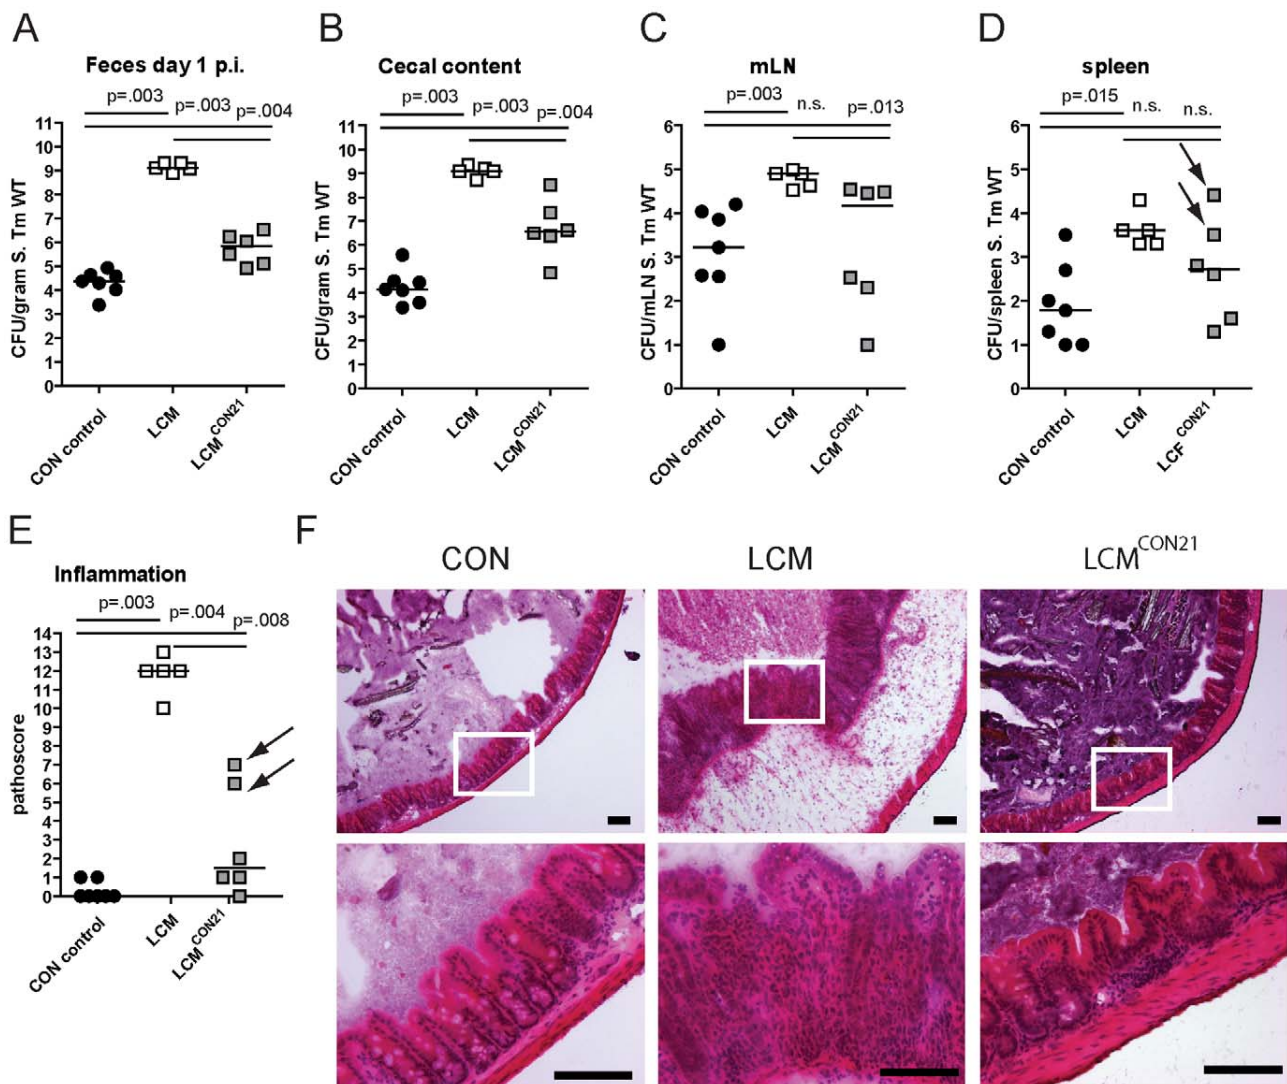 A
Feces day 1 p.i.
p=.003
p=.003
p=.004
CFU/gram S. Tm WT
11
10
9
8
7
6
5
4
3
2
1
0
CON control
LCM
LCM CON21
B
Cecal content
p=.003
p=.003
p=.004
CFU/gram S. Tm WT
11
10
9
8
7
6
5
4
3
2
1
0
CON control
LCM
LCM CON21
C
mLN
p=.003
n.s.
p=.013
CFU/mLN S. Tm WT
6
5
4
3
2
1
0
CON control
LCM
LCM CON21
D
spleen
p=.015
n.s.
n.s.
CFU/spleen S. Tm WT
6
5
4
3
2
1
0
CON control
LCM
LCF CON21
E
Inflammation
p=.003
p=.004
p=.008
pathoscore
14
13
12
11
10
9
8
7
6
5
4
3
2
1
0
CON control
LCM
LCM CON21
F
CON
LCM
LCM CON21